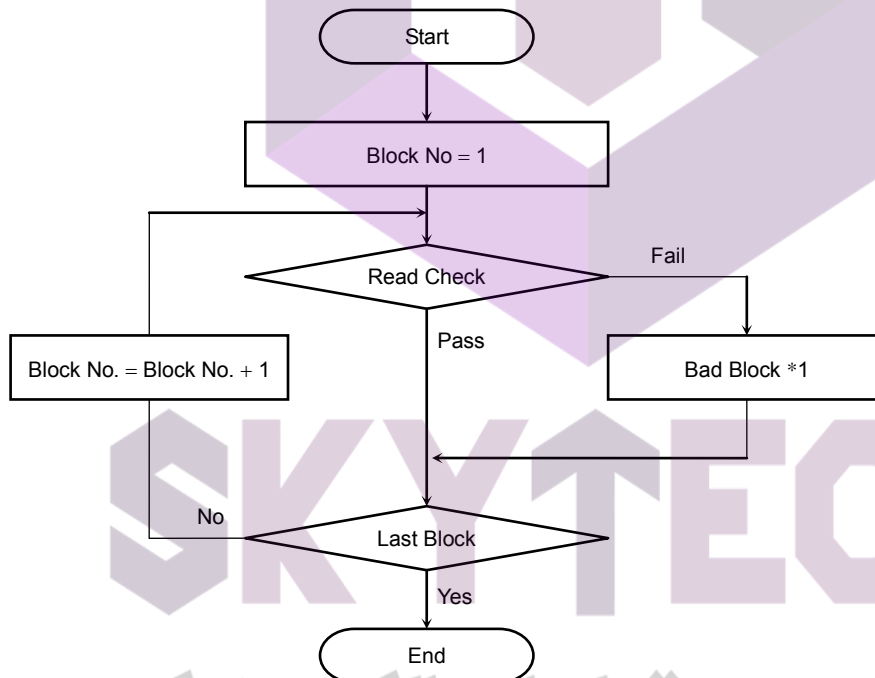 Start
Block No = 1
Read Check
Fail
Pass
Block No. = Block No. + 1
Bad Block *1
SKYTEC
No
Last Block
Yes
End